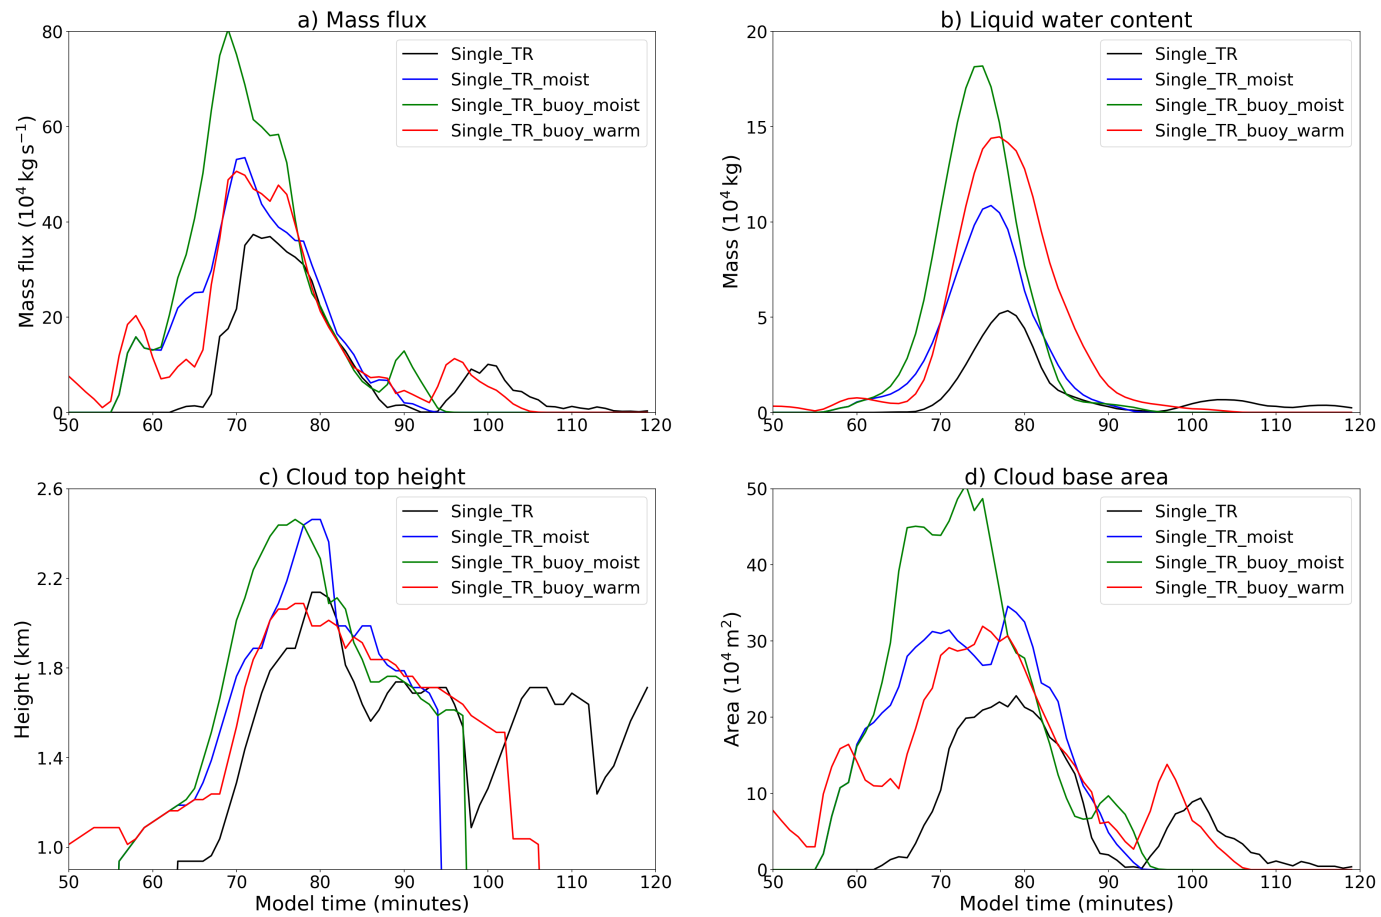 a) Mass flux
80
60
40
20
0
50 60 70 80 90 100 110 120
Mass flux (10⁴ kg s⁻¹)
Single_TR
Single_TR_moist
Single_TR_buoy_moist
Single_TR_buoy_warm
b) Liquid water content
20
15
10
5
0
50 60 70 80 90 100 110 120
Mass (10⁴ kg)
Single_TR
Single_TR_moist
Single_TR_buoy_moist
Single_TR_buoy_warm
c) Cloud top height
2.6
2.2
1.8
1.4
1.0
50 60 70 80 90 100 110 120
Height (km)
Model time (minutes)
Single_TR
Single_TR_moist
Single_TR_buoy_moist
Single_TR_buoy_warm
d) Cloud base area
50
40
30
20
10
0
50 60 70 80 90 100 110 120
Area (10⁴ m²)
Model time (minutes)
Single_TR
Single_TR_moist
Single_TR_buoy_moist
Single_TR_buoy_warm